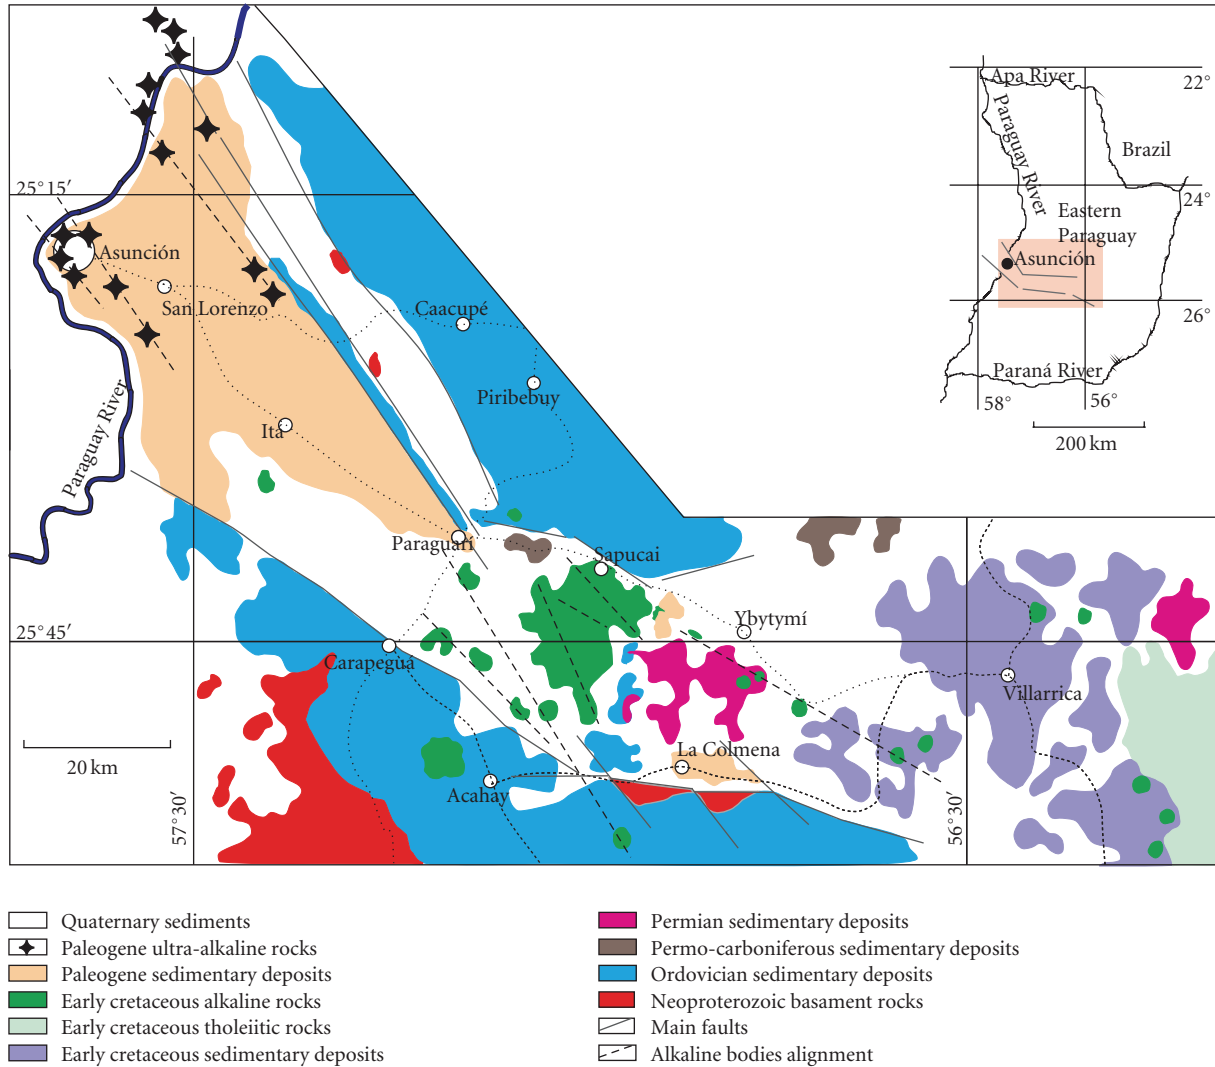 Apa River
22°
Paraguay River
Brazil
24°
Eastern
Paraguay
Asunción
26°
Paraná River
58°
56°
200 km
25°15′
Asunción
San Lorenzo
Caacupé
Piribebuy
Itá
Paraguay River
Paraguarí
Sapucai
Ybytymí
25°45′
Carapeguá
Villarrica
La Colmena
20 km
Acahay
57°30′
56°30′
Quaternary sediments
Paleogene ultra-alkaline rocks
Paleogene sedimentary deposits
Early cretaceous alkaline rocks
Early cretaceous tholeiitic rocks
Early cretaceous sedimentary deposits
Permian sedimentary deposits
Permo-carboniferous sedimentary deposits
Ordovician sedimentary deposits
Neoproterozoic basament rocks
Main faults
Alkaline bodies alignment